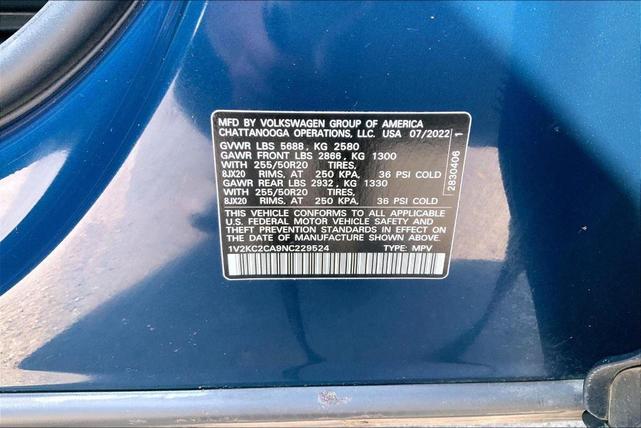 MFD BY VOLKSWAGEN GROUP OF AMERICA
CHATTANOOGA OPERATIONS, LLC. USA 07/2022
GVWR LBS 5688, KG 2580
GAWR FRONT LBS 2866, KG 1300
WITH 255/50R20 TIRES,
8JX20 RIMS, AT 250 KPA, 36 PSI COLD
GAWR REAR LBS 2932, KG 1330
WITH 255/50R20 TIRES,
8JX20 RIMS, AT 250 KPA, 36 PSI COLD
THIS VEHICLE CONFORMS TO ALL APPLICABLE
U.S. FEDERAL MOTOR VEHICLE SAFETY AND
THEFT PREVENTION STANDARDS IN EFFECT ON
THE DATE OF MANUFACTURE SHOWN ABOVE.
1V2KC2CA9NC229524 TYPE: MPV
2830406 1